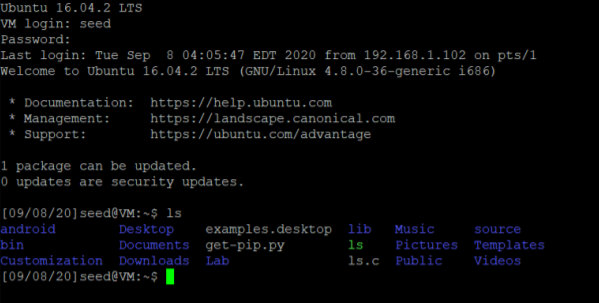 Ubuntu 16.04.2 LTS
VM login: seed
Password:
Last login: Tue Sep  8 04:05:47 EDT 2020 from 192.168.1.102 on pts/1
Welcome to Ubuntu 16.04.2 LTS (GNU/Linux 4.8.0-36-generic i686)
* Documentation:  https://help.ubuntu.com
* Management:     https://landscape.canonical.com
* Support:        https://ubuntu.com/advantage
1 package can be updated.
0 updates are security updates.
[09/08/20]seed@VM:~$ ls
android        Desktop    examples.desktop  lib   Music     source
bin            Documents  get-pip.py        ls    Pictures  Templates
Customization  Downloads  Lab               ls.c  Public    Videos
[09/08/20]seed@VM:~$